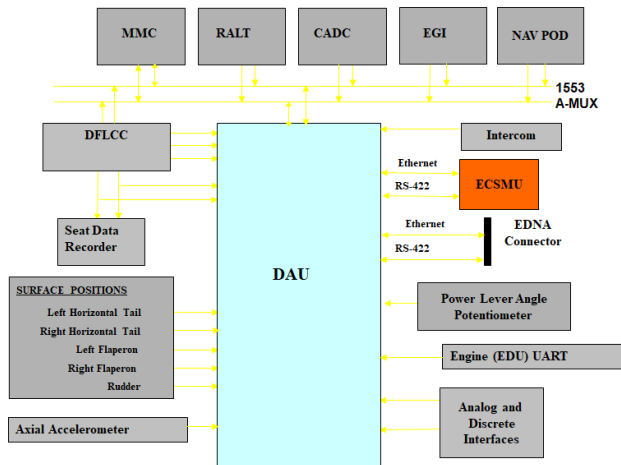 MMC
RALT
CADC
EGI
NAV POD
1553
A-MUX
DFLCC
Intercom
Ethernet
RS-422
ECSMU
Seat Data
Recorder
Ethernet
RS-422
EDNA
Connector
DAU
SURFACE POSITIONS
Left Horizontal Tail
Right Horizontal Tail
Left Flaperon
Right Flaperon
Rudder
Power Lever Angle
Potentiometer
Engine (EDU) UART
Axial Accelerometer
Analog and
Discrete
Interfaces